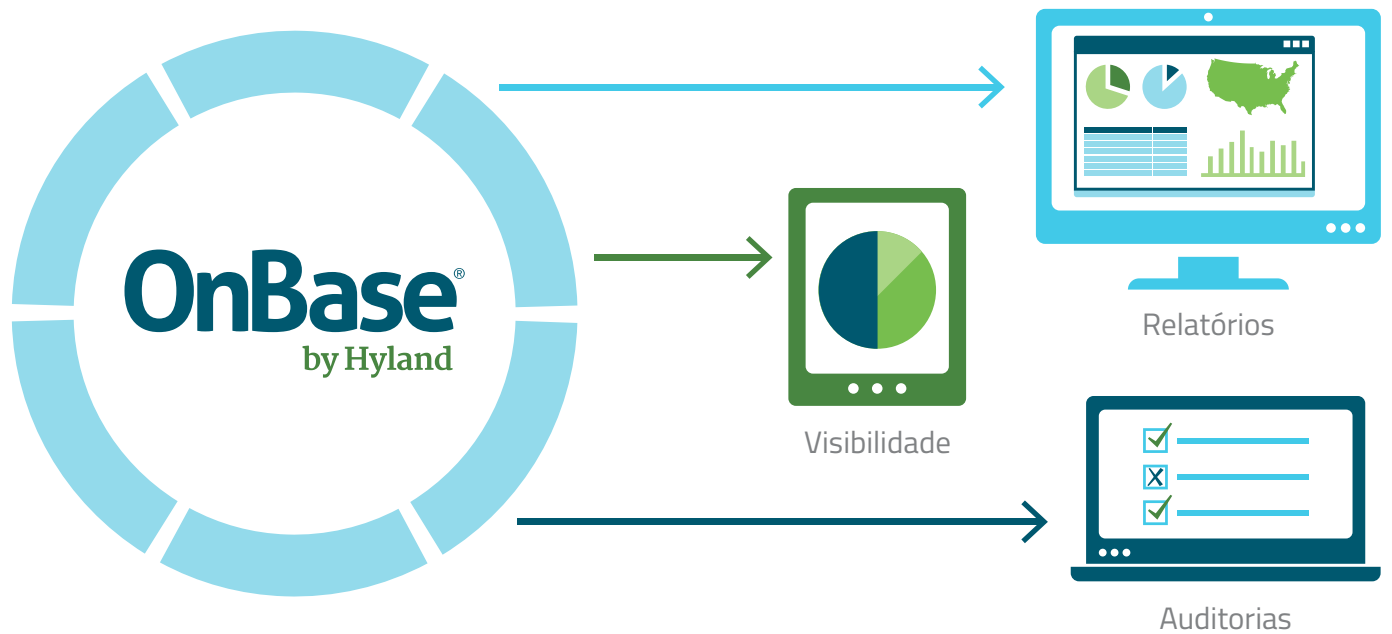 OnBase®
by Hyland
Relatórios
Visibilidade
Auditorias